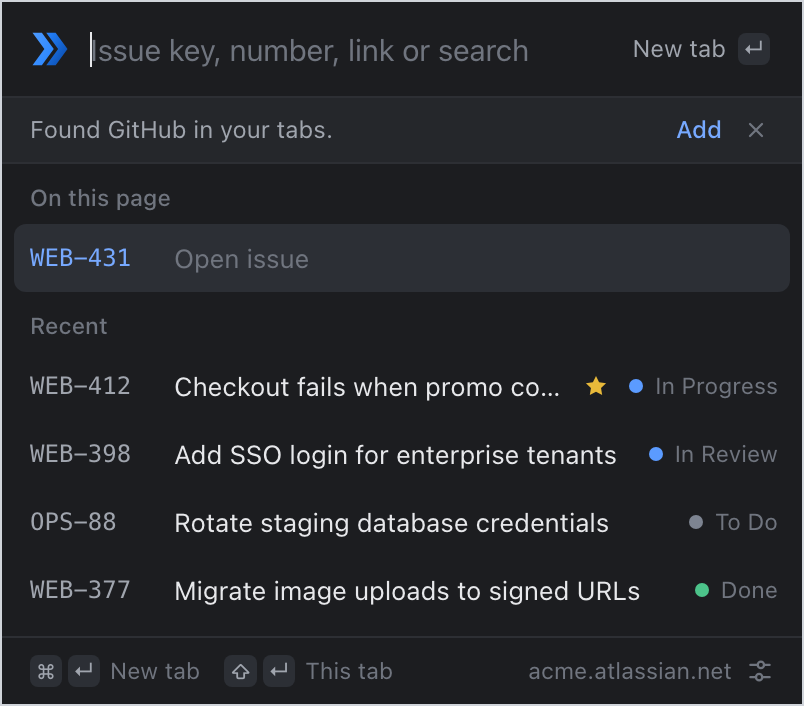 Issue key, number, link or search New tab ↵
Found GitHub in your tabs. Add ×
On this page
WEB-431 Open issue
Recent
WEB-412 Checkout fails when promo co... In Progress
WEB-398 Add SSO login for enterprise tenants In Review
OPS-88 Rotate staging database credentials To Do
WEB-377 Migrate image uploads to signed URLs Done
⌘ ↵ New tab ⇧ ↵ This tab acme.atlassian.net